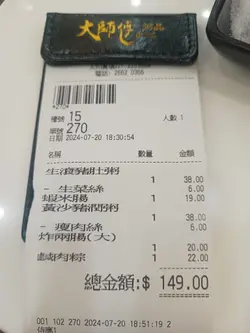 大師傅
電話: 2662 0366
檯號 15
人數 1
單號 270
日期 2024-07-20 18:30:54
名稱 數量 金額
生滾豬肚粥 1 38.00
- 生菜絲 1 6.00
蝦米腸 1 19.00
黃沙豬潤粥 1 38.00
- 瘦肉絲 6.00
炸兩腸(大) 1 20.00
鹹肉粽 1 22.00
總金額:$ 149.00
001 102 270 2024-07-20 18:51:19 2